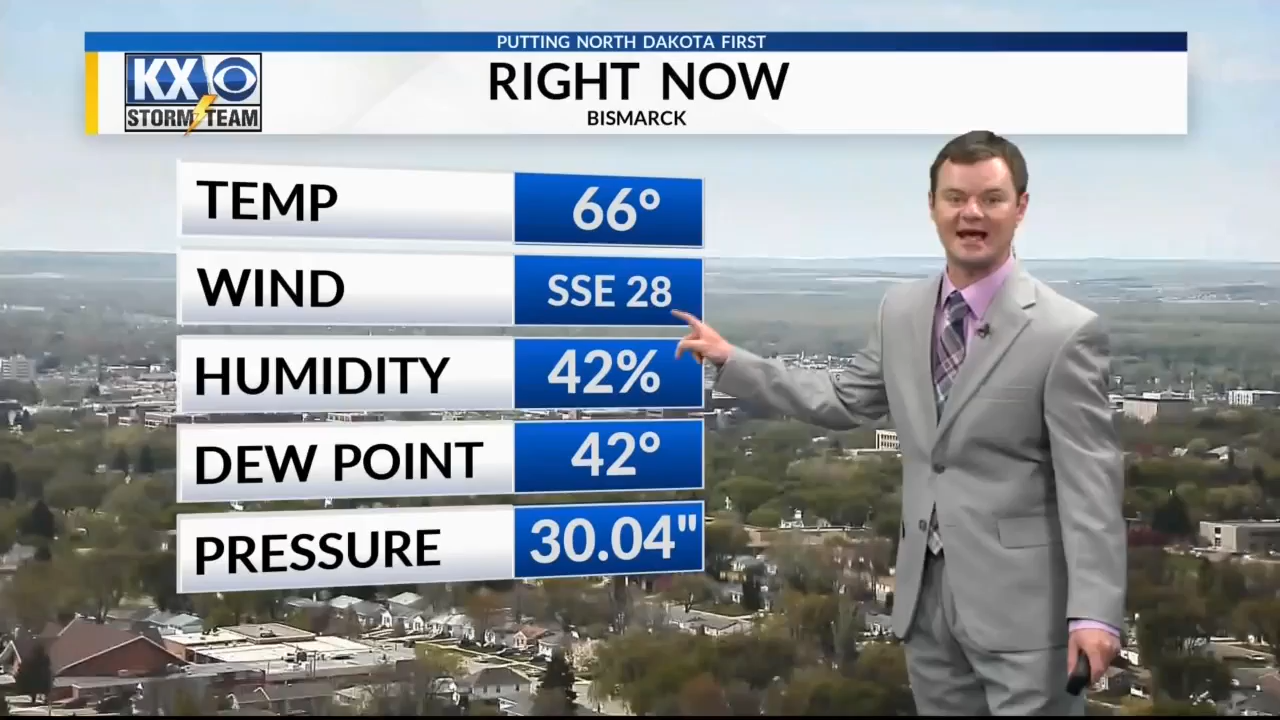 PUTTING NORTH DAKOTA FIRST
KX
STORM TEAM
RIGHT NOW
BISMARCK
TEMP 66°
WIND SSE 28
HUMIDITY 42%
DEW POINT 42°
PRESSURE 30.04"